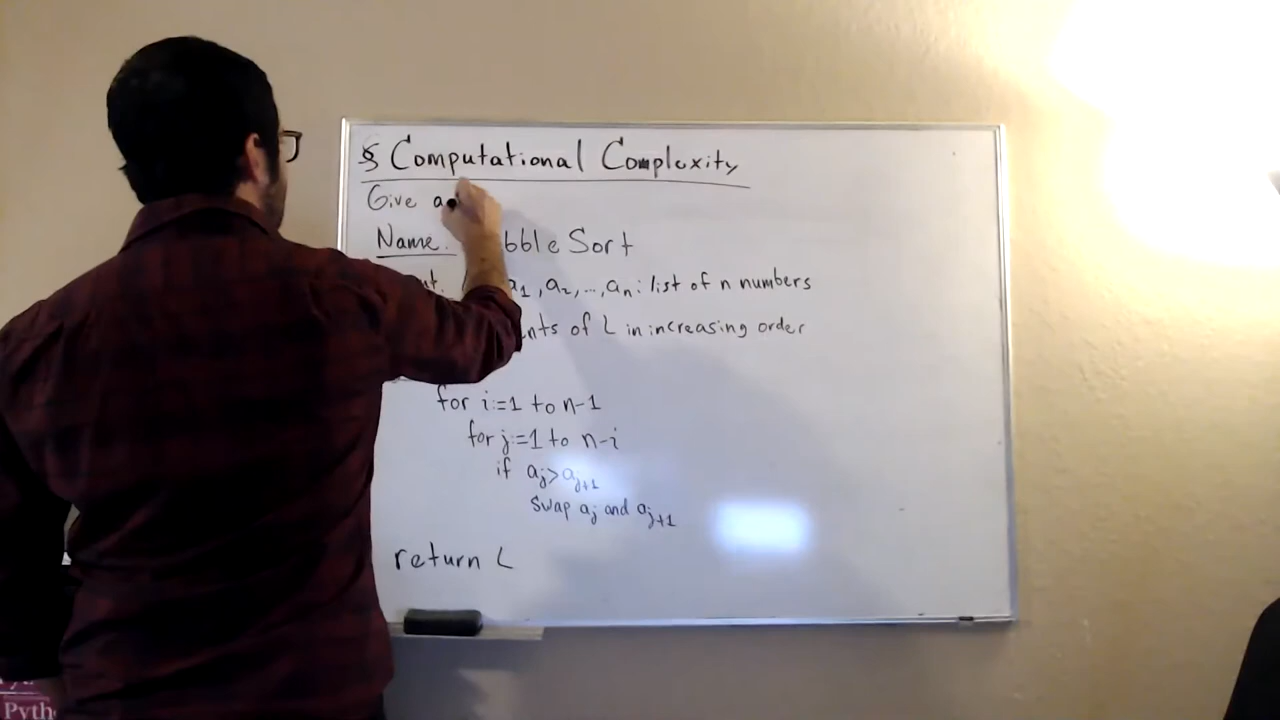 § Computational Complexity
Give a
Name: bble Sort
a1, a2, ..., an: list of n numbers
nts of L in increasing order
for i:=1 to n-1
for j:=1 to n-i
if aj>aj+1
Swap aj and aj+1
return L
Pyth